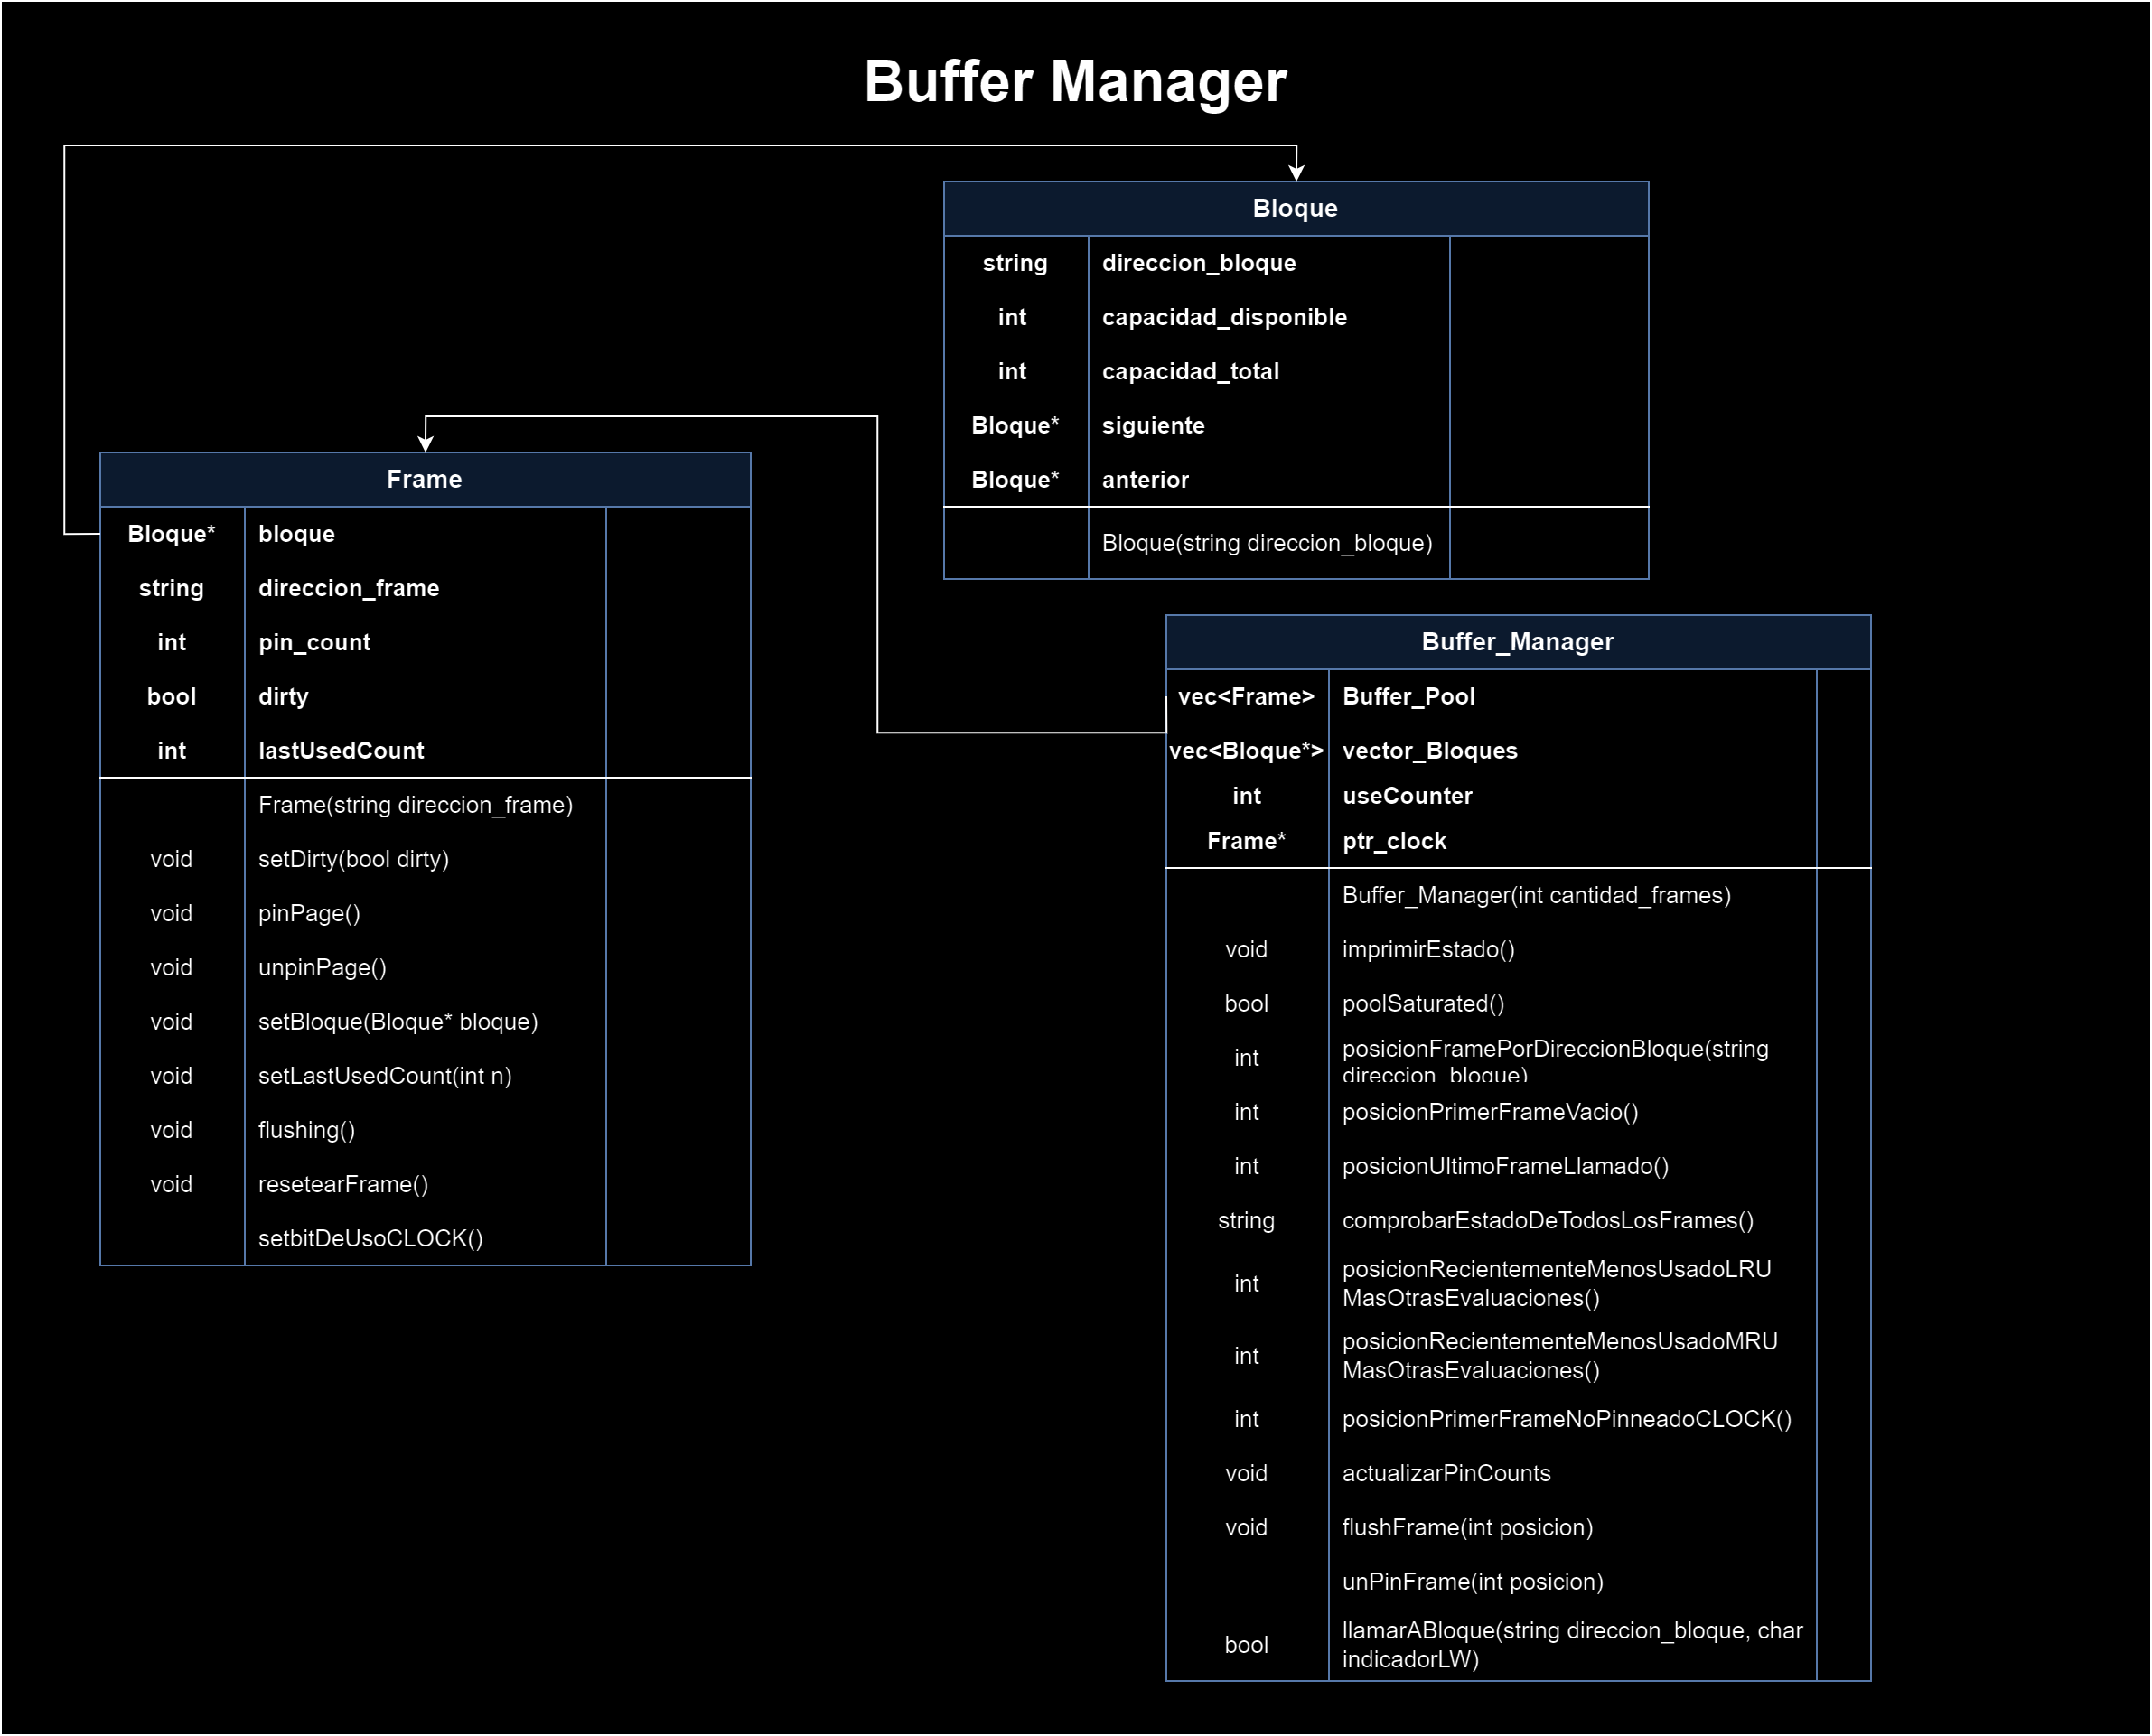 Buffer Manager
Bloque
string direccion_bloque
int capacidad_disponible
int capacidad_total
Bloque* siguiente
Bloque* anterior
Bloque(string direccion_bloque)
Frame
Bloque* bloque
string direccion_frame
int pin_count
bool dirty
int lastUsedCount
Frame(string direccion_frame)
void setDirty(bool dirty)
void pinPage()
void unpinPage()
void setBloque(Bloque* bloque)
void setLastUsedCount(int n)
void flushing()
void resetearFrame()
setbitDeUsoCLOCK()
Buffer_Manager
vec<Frame> Buffer_Pool
vec<Bloque*> vector_Bloques
int useCounter
Frame* ptr_clock
Buffer_Manager(int cantidad_frames)
void imprimirEstado()
bool poolSaturated()
int posicionFramePorDireccionBloque(string
direccion_bloque)
int posicionPrimerFrameVacio()
int posicionUltimoFrameLlamado()
string comprobarEstadoDeTodosLosFrames()
int posicionRecientementeMenosUsadoLRU
MasOtrasEvaluaciones()
int posicionRecientementeMenosUsadoMRU
MasOtrasEvaluaciones()
int posicionPrimerFrameNoPinneadoCLOCK()
void actualizarPinCounts
void flushFrame(int posicion)
unPinFrame(int posicion)
bool llamarABloque(string direccion_bloque, char
indicadorLW)